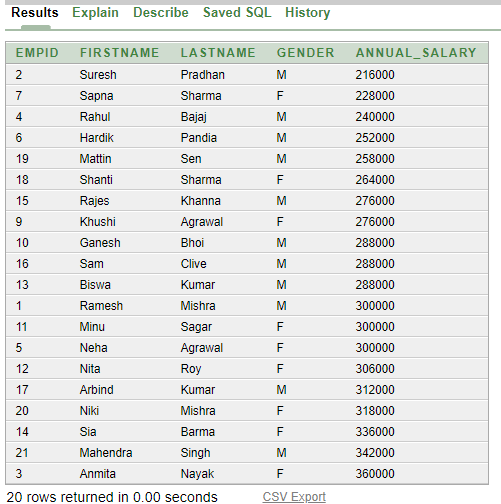 Results Explain Describe Saved SQL History
EMPID FIRSTNAME LASTNAME GENDER ANNUAL_SALARY
2 Suresh Pradhan M 216000
7 Sapna Sharma F 228000
4 Rahul Bajaj M 240000
6 Hardik Pandia M 252000
19 Mattin Sen M 258000
18 Shanti Sharma F 264000
15 Rajes Khanna M 276000
9 Khushi Agrawal F 276000
10 Ganesh Bhoi M 288000
16 Sam Clive M 288000
13 Biswa Kumar M 288000
1 Ramesh Mishra M 300000
11 Minu Sagar F 300000
5 Neha Agrawal F 300000
12 Nita Roy F 306000
17 Arbind Kumar M 312000
20 Niki Mishra F 318000
14 Sia Barma F 336000
21 Mahendra Singh M 342000
3 Anmita Nayak F 360000
20 rows returned in 0.00 seconds CSV Export